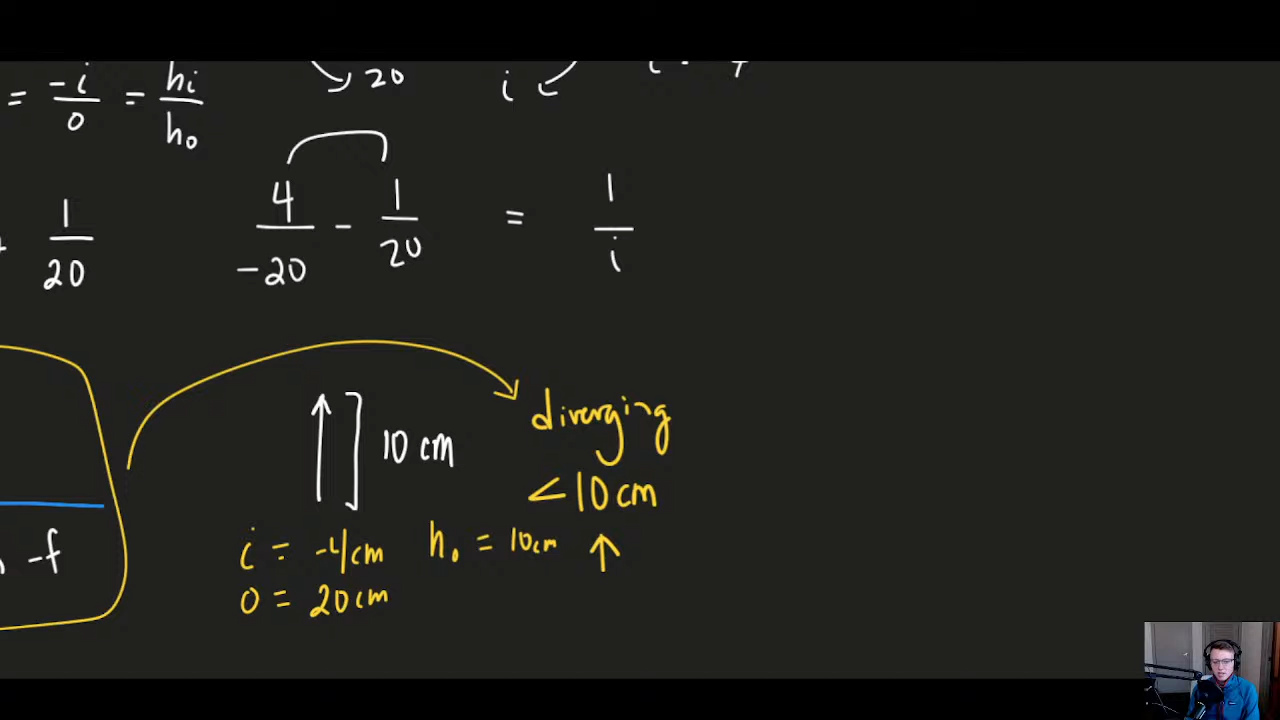 = -i/o = hi/ho
20
i
1/20
4/-20 - 1/20 = 1/i
10 cm
diverging
< 10 cm
-f
i = -4cm
ho = 10cm
o = 20cm